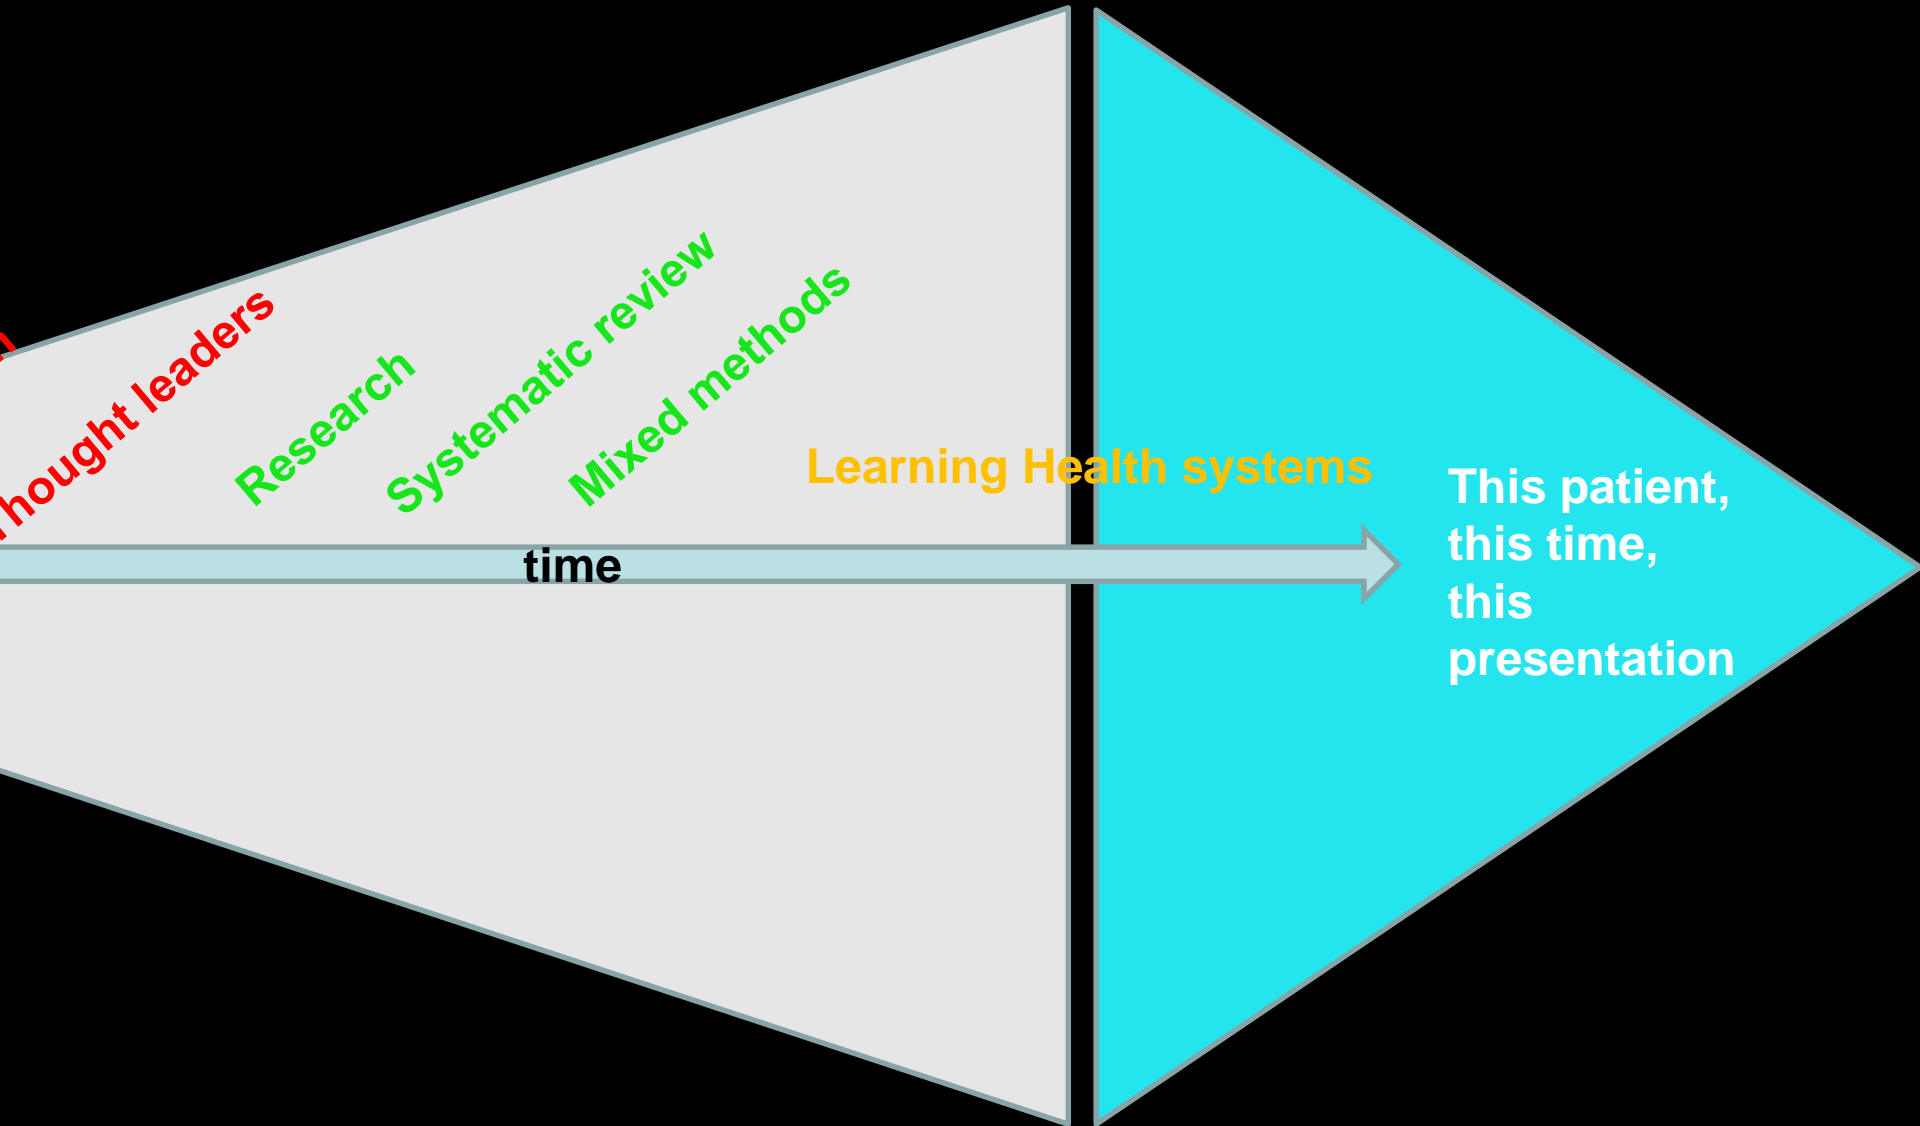 hought leaders
Research
Systematic review
Mixed methods
Learning Health systems
time
This patient,
this time,
this
presentation